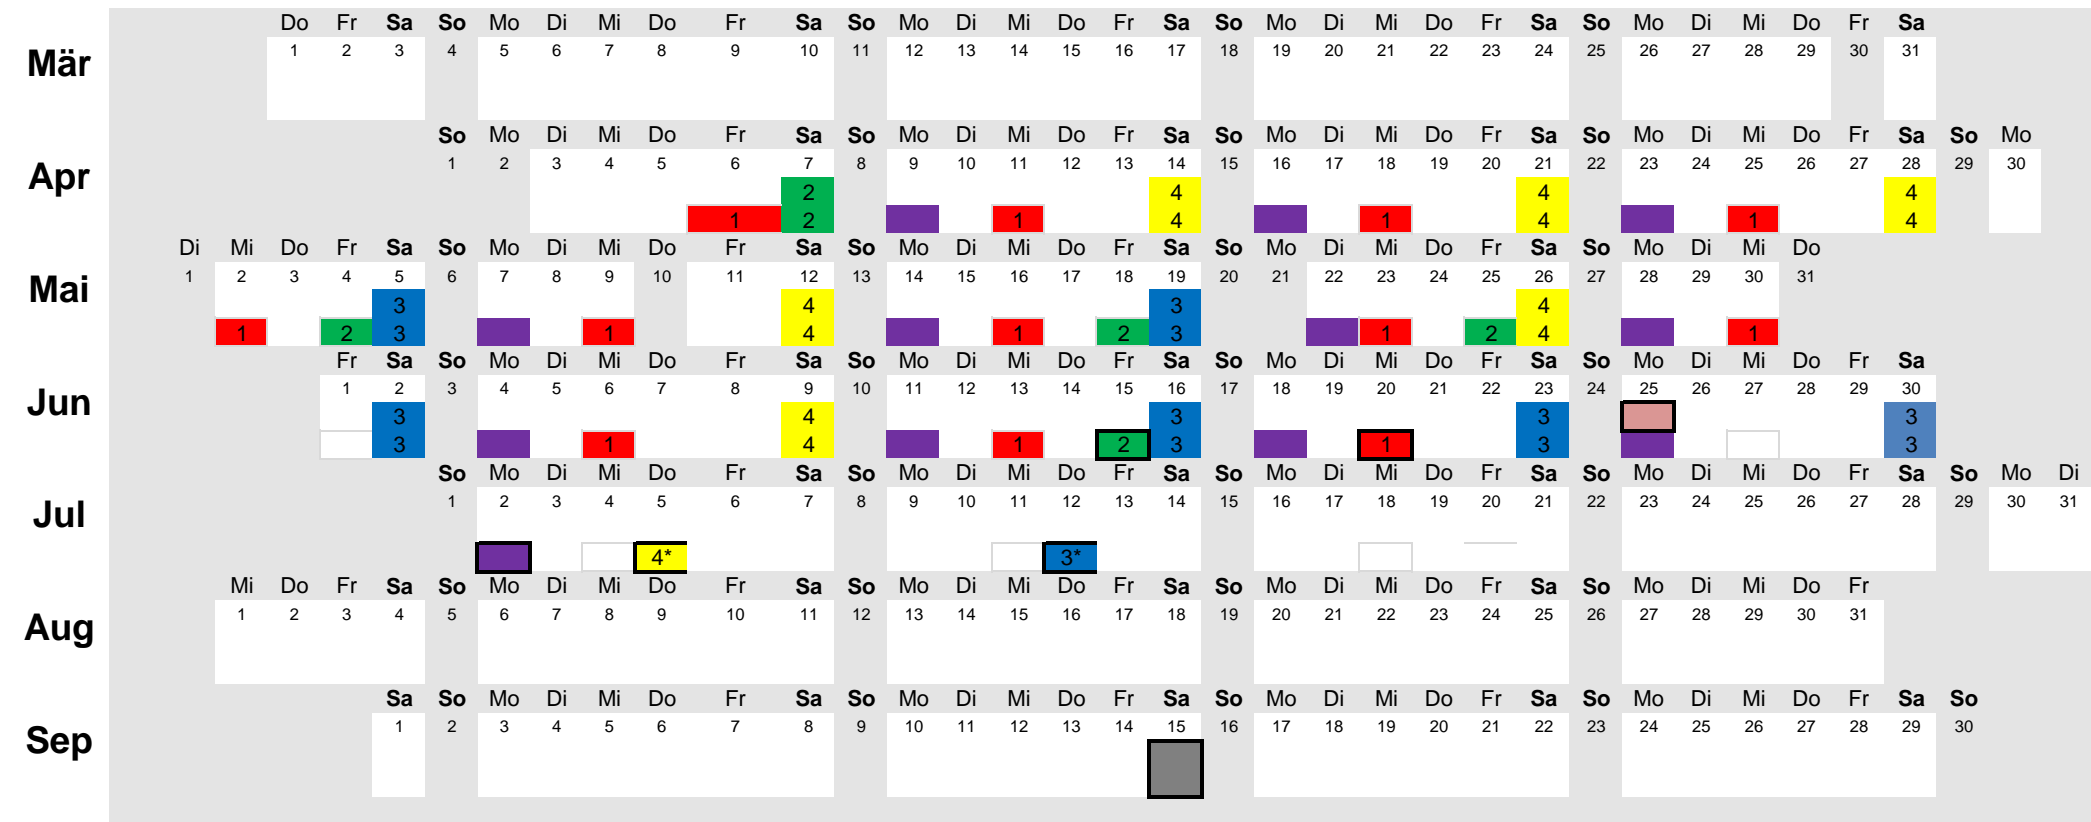 Do Fr Sa So Mo Di Mi Do Fr Sa So Mo Di Mi Do Fr Sa So Mo Di Mi Do Fr Sa So Mo Di Mi Do Fr Sa
Mär 1 2 3 4 5 6 7 8 9 10 11 12 13 14 15 16 17 18 19 20 21 22 23 24 25 26 27 28 29 30 31
So Mo Di Mi Do Fr Sa So Mo Di Mi Do Fr Sa So Mo Di Mi Do Fr Sa So Mo Di Mi Do Fr Sa So Mo
Apr 1 2 3 4 5 6 7 8 9 10 11 12 13 14 15 16 17 18 19 20 21 22 23 24 25 26 27 28 29 30
2 4 4 4
1 2 1 4 1 4 1 4
Di Mi Do Fr Sa So Mo Di Mi Do Fr Sa So Mo Di Mi Do Fr Sa So Mo Di Mi Do Fr Sa So Mo Di Mi Do
Mai 1 2 3 4 5 6 7 8 9 10 11 12 13 14 15 16 17 18 19 20 21 22 23 24 25 26 27 28 29 30 31
3 4 3 4
1 2 3 1 4 1 2 3 1 2 4 1
Fr Sa So Mo Di Mi Do Fr Sa So Mo Di Mi Do Fr Sa So Mo Di Mi Do Fr Sa So Mo Di Mi Do Fr Sa
Jun 1 2 3 4 5 6 7 8 9 10 11 12 13 14 15 16 17 18 19 20 21 22 23 24 25 26 27 28 29 30
3 4 3 3 3
3 1 4 1 2 3 1 3 3
So Mo Di Mi Do Fr Sa So Mo Di Mi Do Fr Sa So Mo Di Mi Do Fr Sa So Mo Di Mi Do Fr Sa So Mo Di
Jul 1 2 3 4 5 6 7 8 9 10 11 12 13 14 15 16 17 18 19 20 21 22 23 24 25 26 27 28 29 30 31
4* 3*
Mi Do Fr Sa So Mo Di Mi Do Fr Sa So Mo Di Mi Do Fr Sa So Mo Di Mi Do Fr Sa So Mo Di Mi Do Fr
Aug 1 2 3 4 5 6 7 8 9 10 11 12 13 14 15 16 17 18 19 20 21 22 23 24 25 26 27 28 29 30 31
Sa So Mo Di Mi Do Fr Sa So Mo Di Mi Do Fr Sa So Mo Di Mi Do Fr Sa So Mo Di Mi Do Fr Sa So
Sep 1 2 3 4 5 6 7 8 9 10 11 12 13 14 15 16 17 18 19 20 21 22 23 24 25 26 27 28 29 30